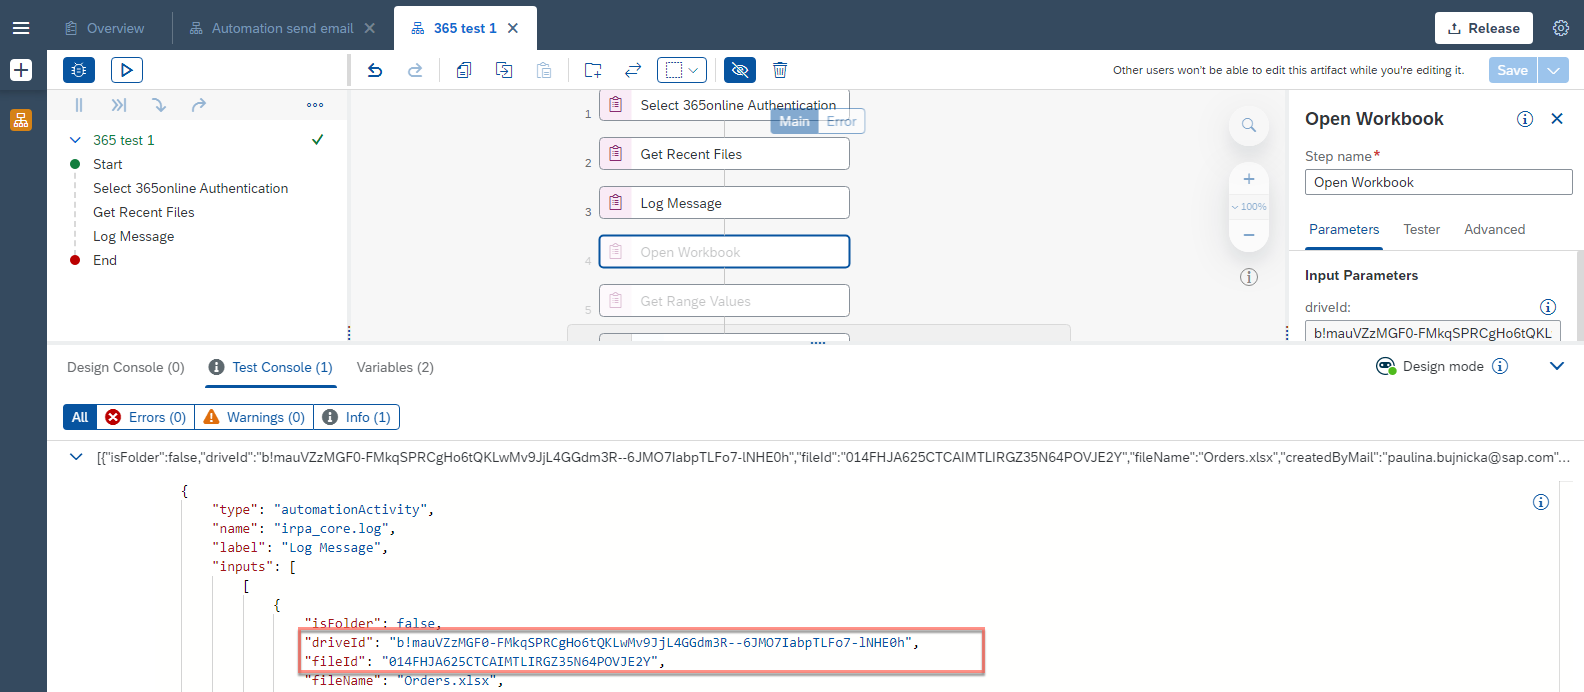 Overview
Automation send email
365 test 1
Release
Other users won't be able to edit this artifact while you're editing it.
Save
365 test 1
Start
Select 365online Authentication
Get Recent Files
Log Message
End
1
Select 365online Authentication
Main
Error
2
Get Recent Files
3
Log Message
4
Open Workbook
5
Get Range Values
100%
Open Workbook
Step name*
Open Workbook
Parameters
Tester
Advanced
Input Parameters
driveId:
b!mauVZzMGF0-FMkqSPRCgHo6tQKL
Design Console (0)
Test Console (1)
Variables (2)
Design mode
All
Errors (0)
Warnings (0)
Info (1)
[{"isFolder":false,"driveId":"b!mauVZzMGF0-FMkqSPRCgHo6tQKLwMv9JjL4GGdm3R--6JMO7IabpTLFo7-lNHE0h","fileId":"014FHJA625CTCAIMTLIRGZ35N64POVJE2Y","fileName":"Orders.xlsx","createdByMail":"paulina.bujnicka@sap.com"...
{
"type": "automationActivity",
"name": "irpa_core.log",
"label": "Log Message",
"inputs": [
[
{
"isFolder": false,
"driveId": "b!mauVZzMGF0-FMkqSPRCgHo6tQKLwMv9JjL4GGdm3R--6JMO7IabpTLFo7-lNHE0h",
"fileId": "014FHJA625CTCAIMTLIRGZ35N64POVJE2Y",
"fileName": "Orders.xlsx",